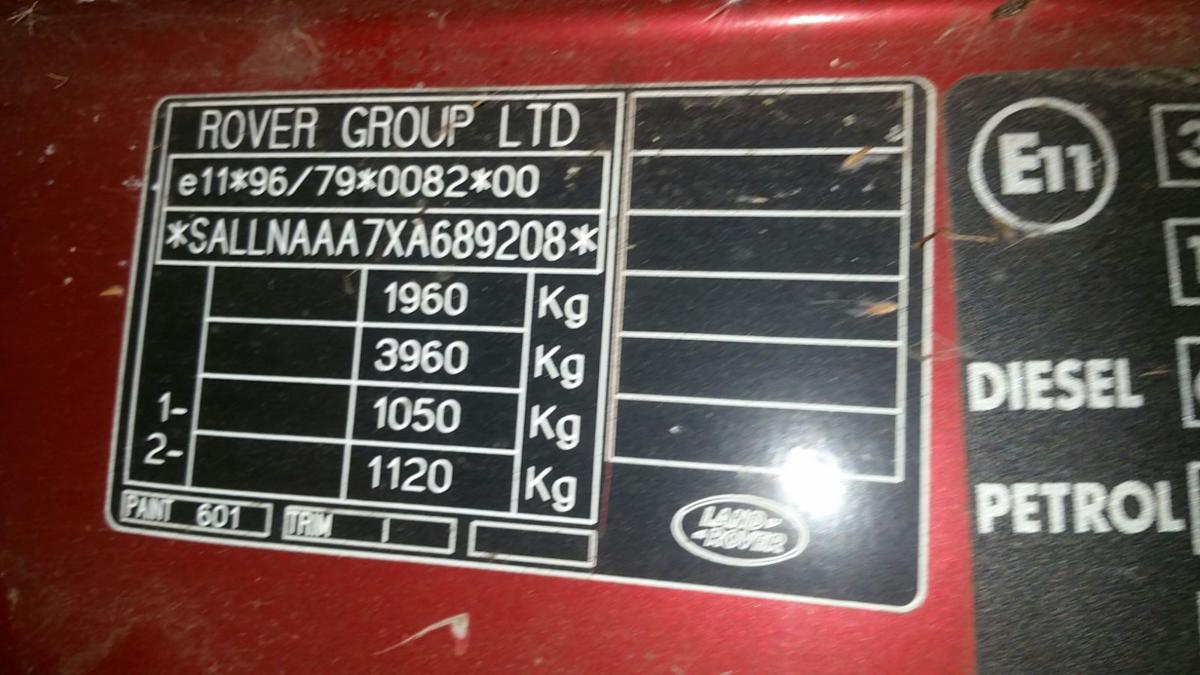 ROVER GROUP LTD
e11*96/79*0082*00
*SALLNAAA7XA689208*
1960 Kg
3960 Kg
1- 1050 Kg
2- 1120 Kg
PAINT 601 TRIM
LAND-
-ROVER
E11
DIESEL
PETROL